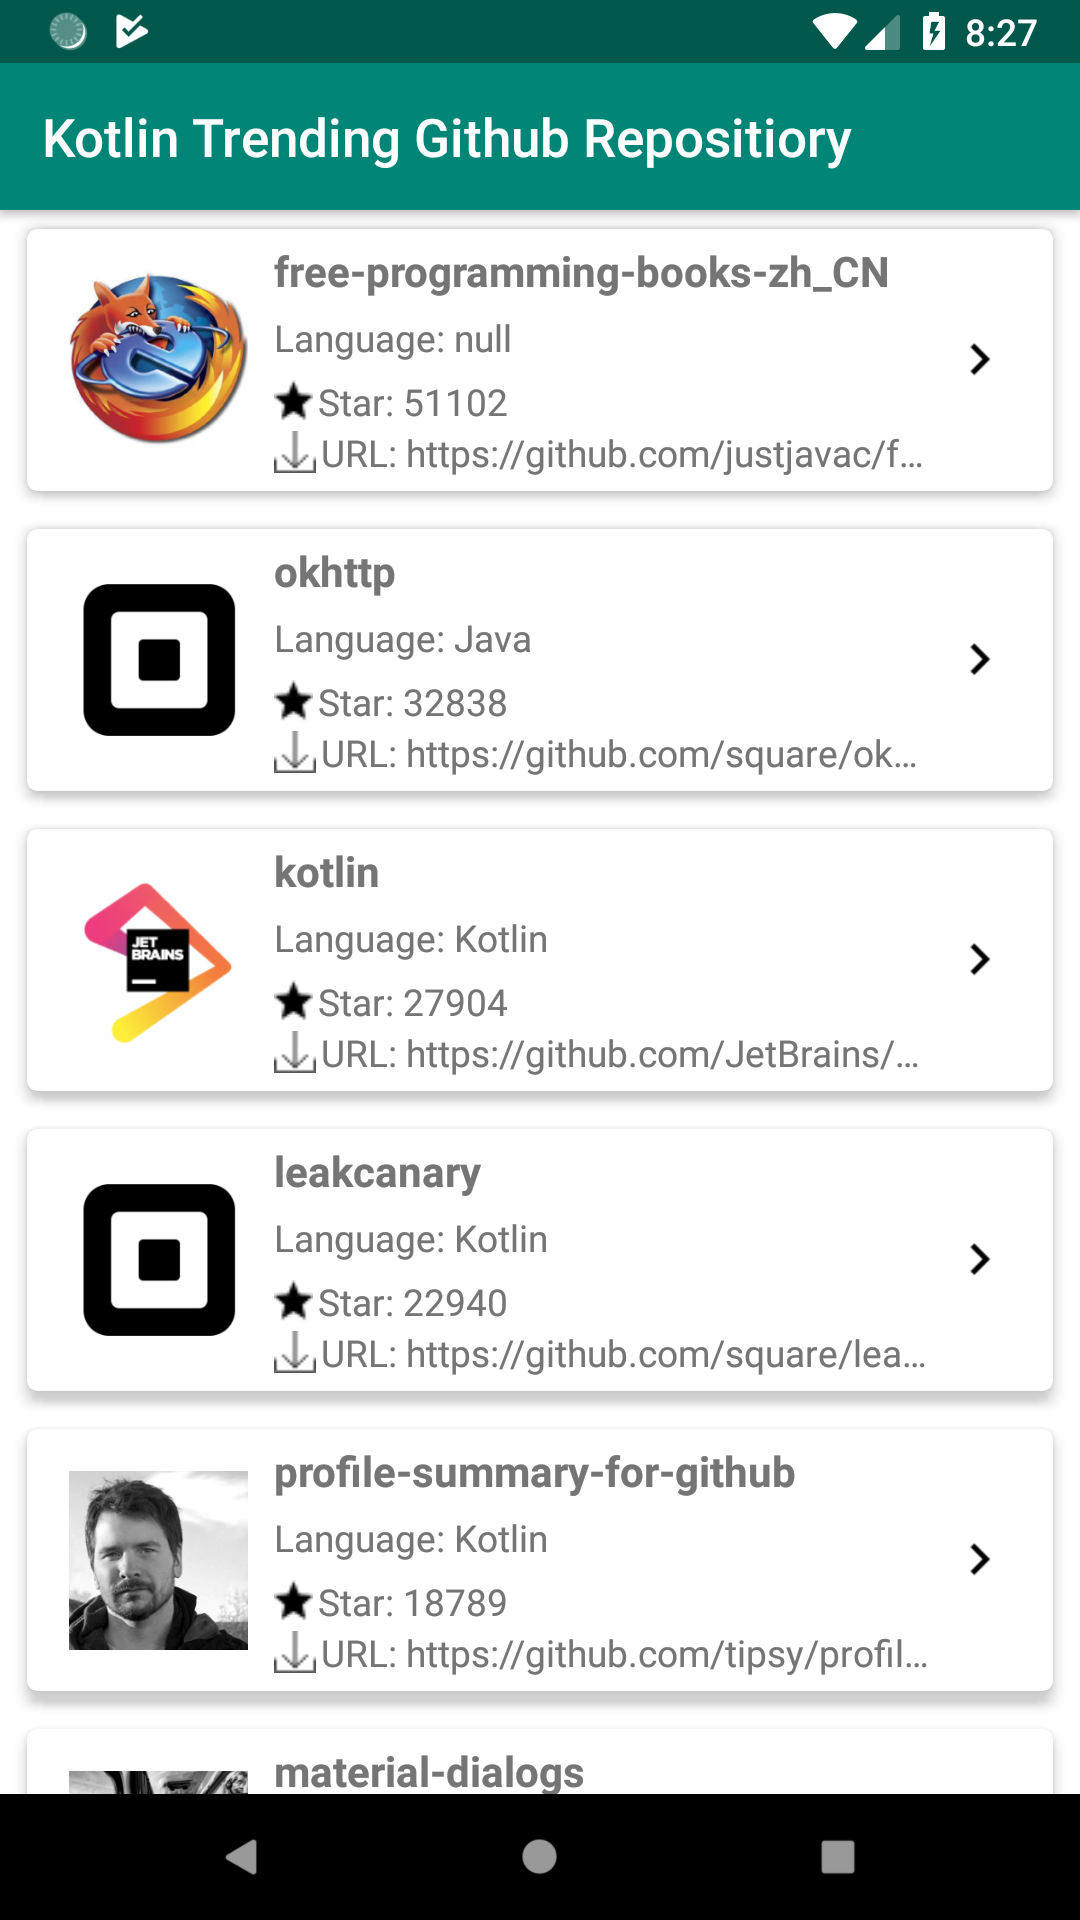 8:27
Kotlin Trending Github Repositiory
free-programming-books-zh_CN
Language: null
Star: 51102
URL: https://github.com/justjavac/f...
okhttp
Language: Java
Star: 32838
URL: https://github.com/square/ok...
JET
BRAINS
kotlin
Language: Kotlin
Star: 27904
URL: https://github.com/JetBrains/...
leakcanary
Language: Kotlin
Star: 22940
URL: https://github.com/square/lea...
profile-summary-for-github
Language: Kotlin
Star: 18789
URL: https://github.com/tipsy/profil...
material-dialogs